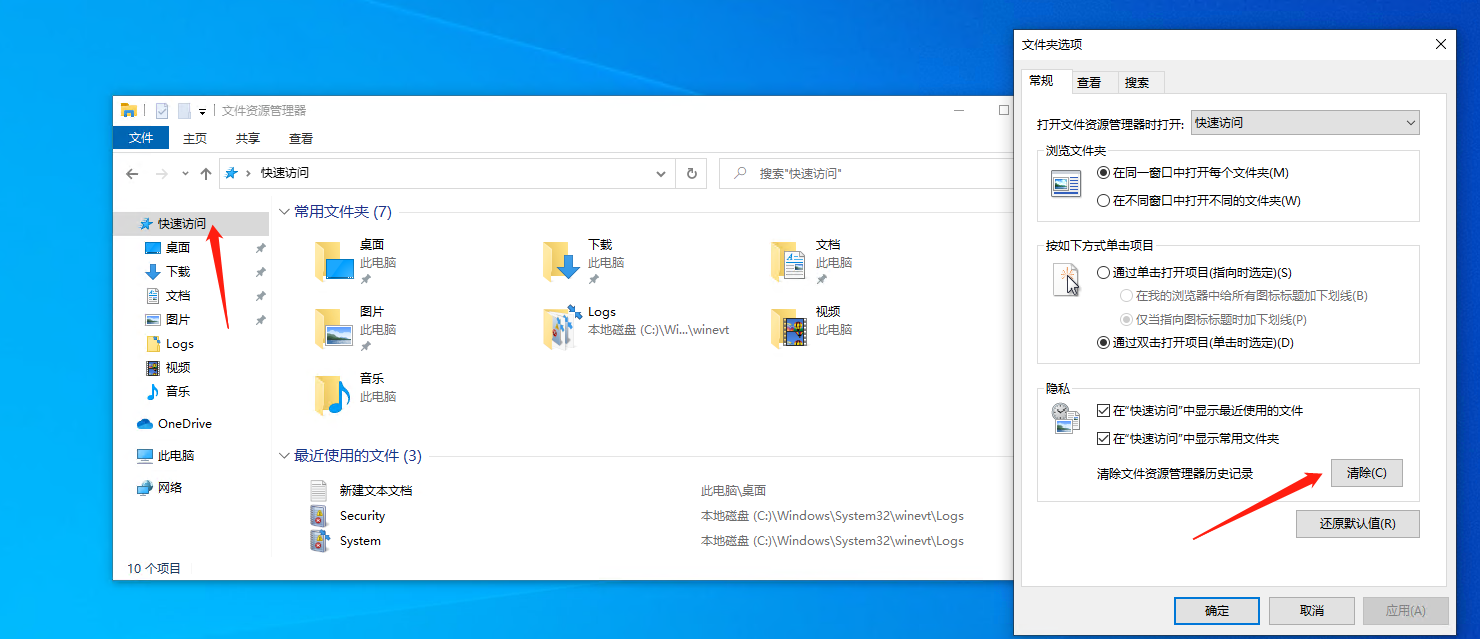 文件资源管理器
文件 主页 共享 查看
快速访问
搜索"快速访问"
快速访问
桌面
下载
文档
图片
Logs
视频
音乐
OneDrive
此电脑
网络
常用文件夹 (7)
桌面
此电脑
下载
此电脑
文档
此电脑
图片
此电脑
Logs
本地磁盘 (C:)\Wi...\winevt
视频
此电脑
音乐
此电脑
最近使用的文件 (3)
新建文本文档 此电脑\桌面
Security 本地磁盘 (C:)\Windows\System32\winevt\Logs
System 本地磁盘 (C:)\Windows\System32\winevt\Logs
10 个项目
文件夹选项
常规 查看 搜索
打开文件资源管理器时打开: 快速访问
浏览文件夹
在同一窗口中打开每个文件夹(M)
在不同窗口中打开不同的文件夹(W)
按如下方式单击项目
通过单击打开项目(指向时选定)(S)
在我的浏览器中给所有图标标题加下划线(B)
仅当指向图标标题时加下划线(P)
通过双击打开项目(单击时选定)(D)
隐私
在"快速访问"中显示最近使用的文件
在"快速访问"中显示常用文件夹
清除文件资源管理器历史记录 清除(C)
还原默认值(R)
确定 取消 应用(A)